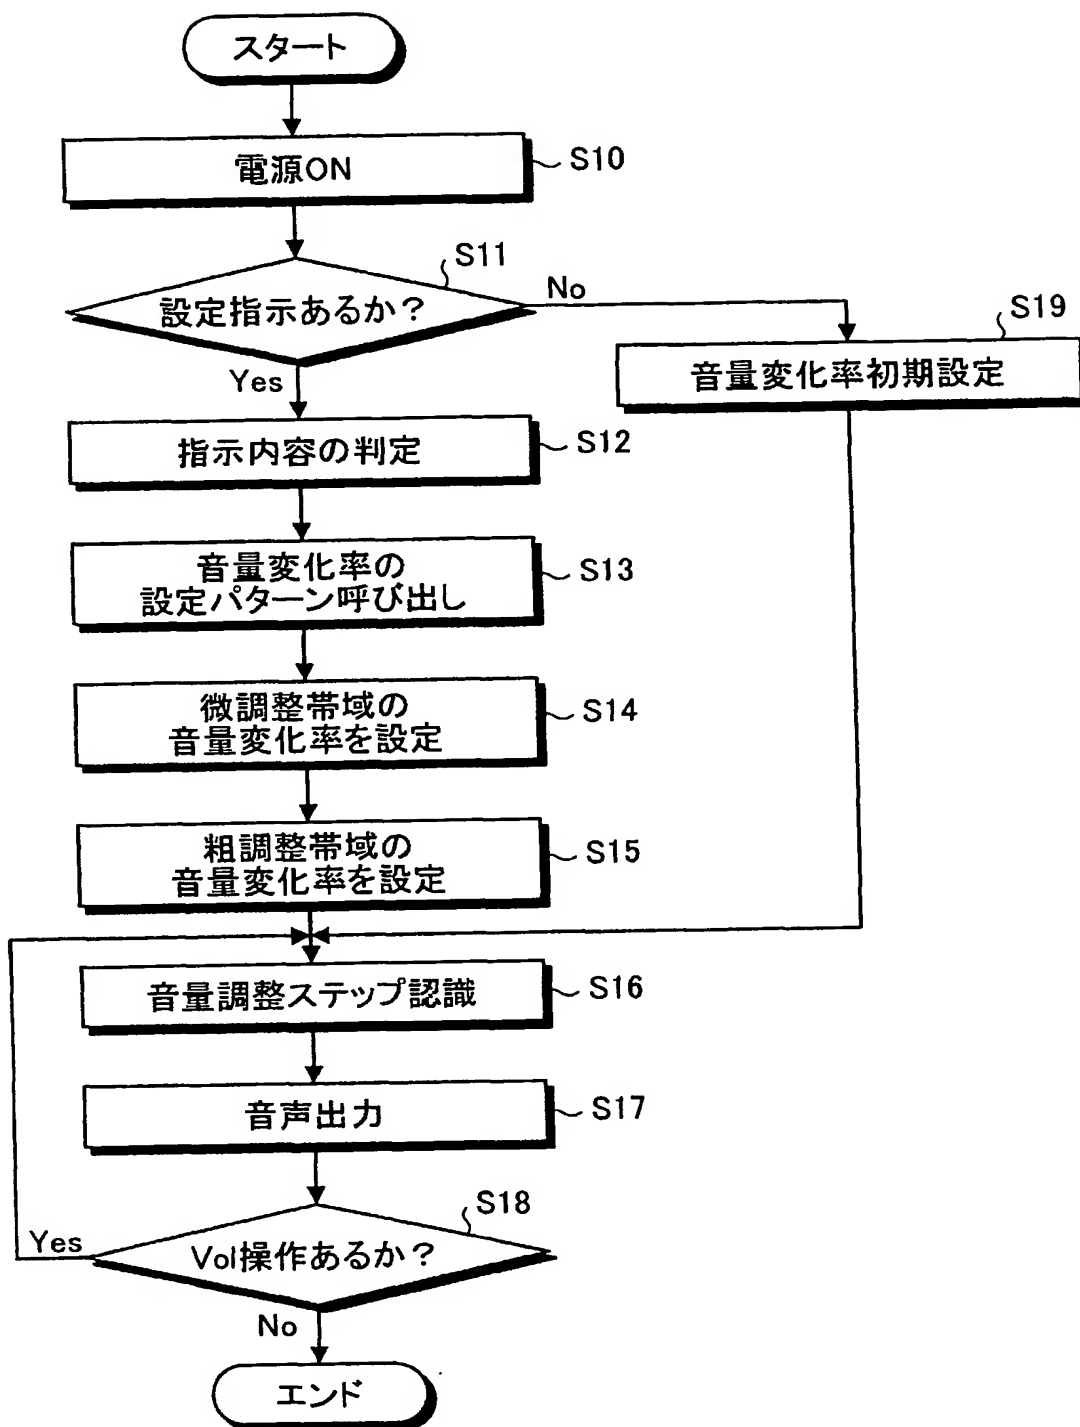 スタート
電源ON
S10
S11
設定指示あるか?
No
Yes
S19
音量変化率初期設定
指示内容の判定
S12
音量変化率の
設定パターン呼び出し
S13
微調整帯域の
音量変化率を設定
S14
粗調整帯域の
音量変化率を設定
S15
音量調整ステップ認識
S16
音声出力
S17
S18
Vol操作あるか?
Yes
No
エンド